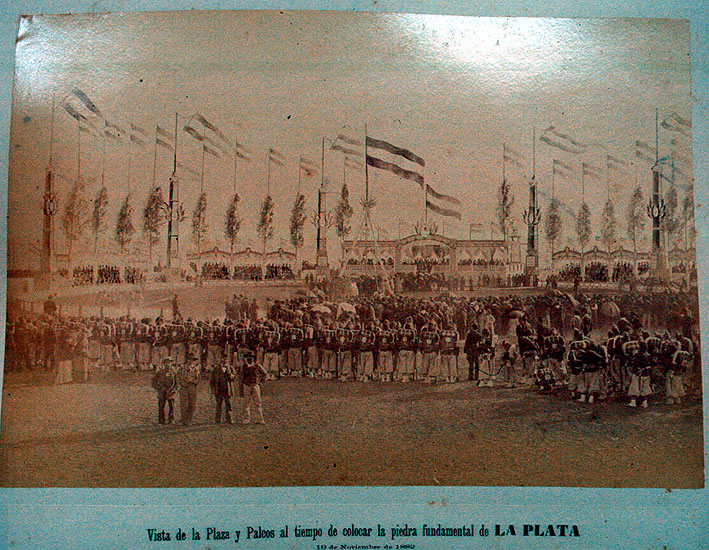 Vista de la Plaza y Palcos al tiempo de colocar la piedra fundamental de LA PLATA
19 de Noviembre de 1882